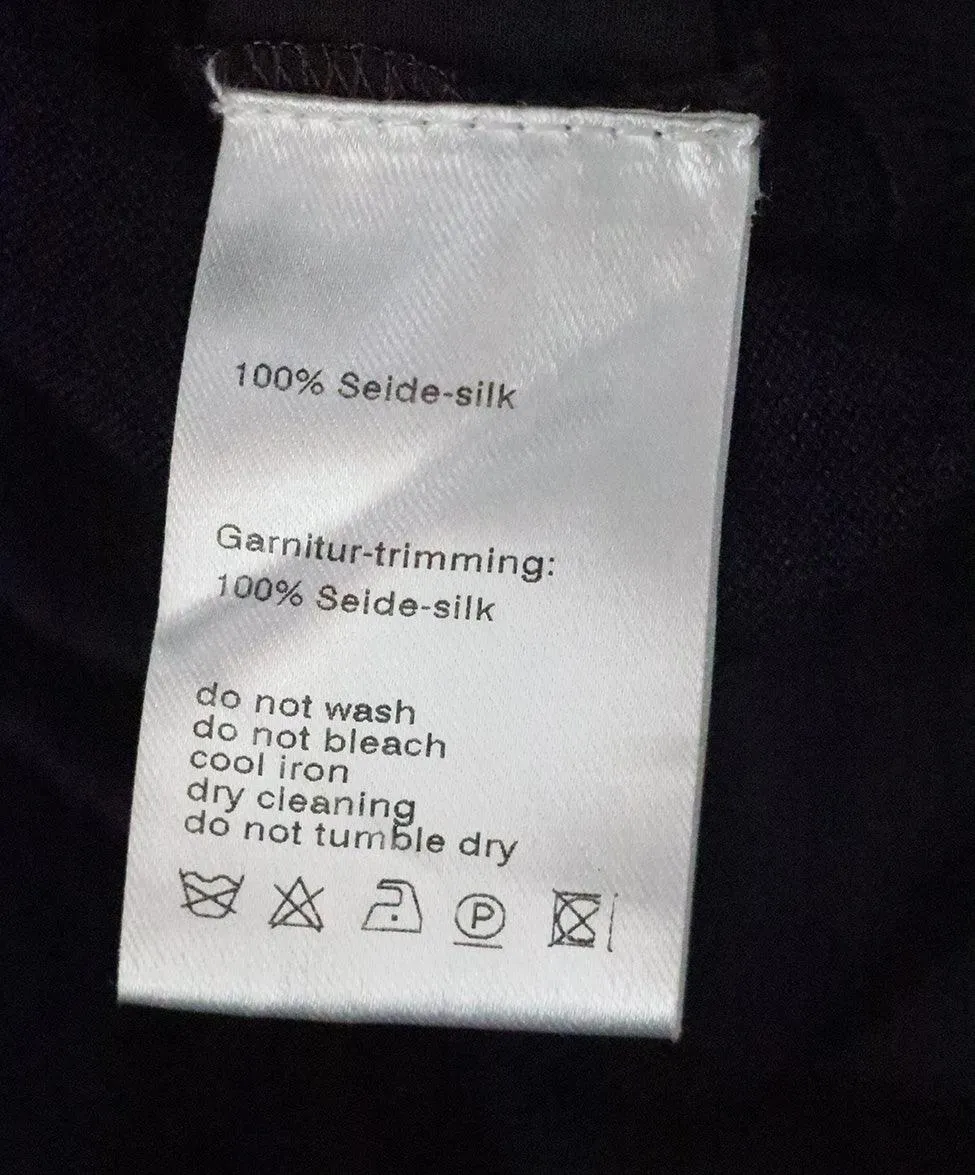 100% Seide-silk
Garnitur-trimming:
100% Seide-silk
do not wash
do not bleach
cool iron
dry cleaning
do not tumble dry
P